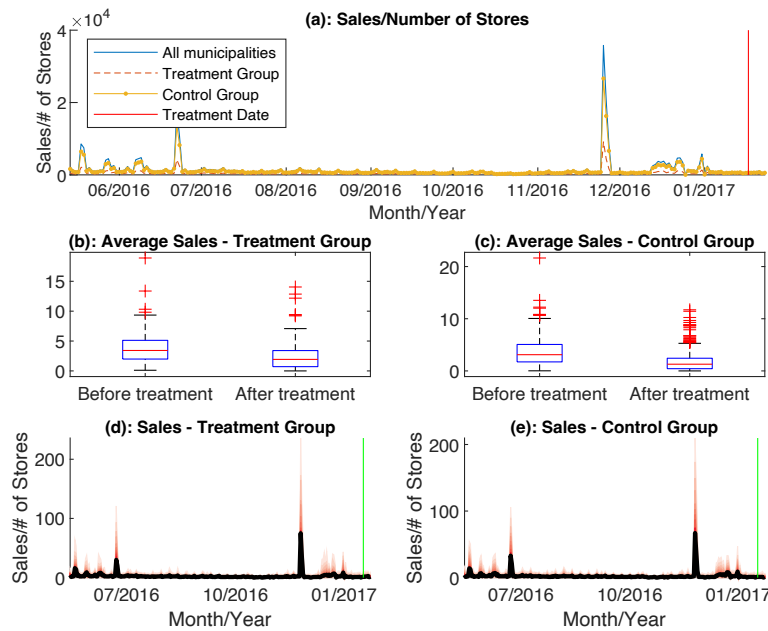 (a): Sales/Number of Stores
×10⁴
4
2
0
Sales/# of Stores
All municipalities
Treatment Group
Control Group
Treatment Date
06/2016 07/2016 08/2016 09/2016 10/2016 11/2016 12/2016 01/2017
Month/Year
(b): Average Sales - Treatment Group
15
10
5
0
Before treatment After treatment
(c): Average Sales - Control Group
20
10
0
Before treatment After treatment
(d): Sales - Treatment Group
Sales/# of Stores
200
100
0
07/2016 10/2016 01/2017
Month/Year
(e): Sales - Control Group
Sales/# of Stores
200
100
0
07/2016 10/2016 01/2017
Month/Year